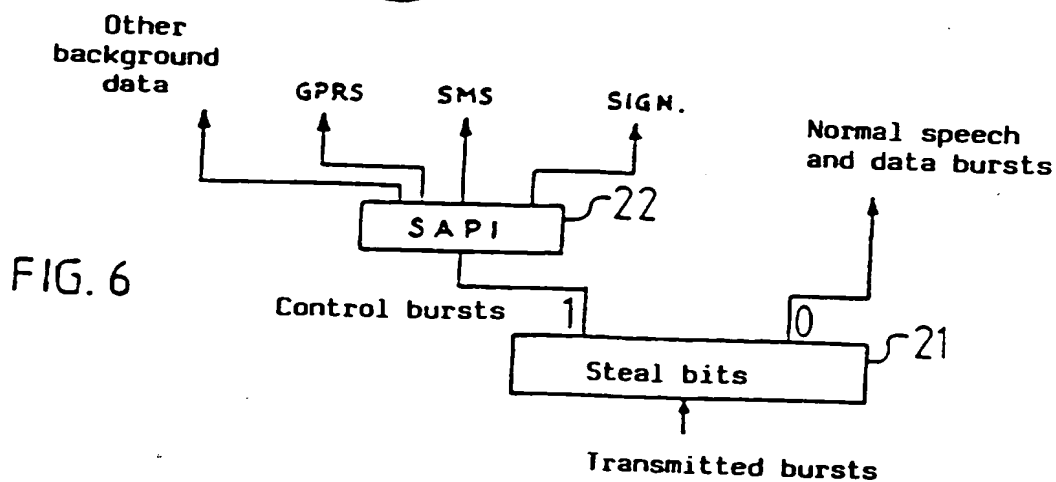 Other
background
data
GPRS
SMS
SIGN.
Normal speech
and data bursts
SAPI
22
FIG. 6
Control bursts
1
0
21
Steal bits
Transmitted bursts